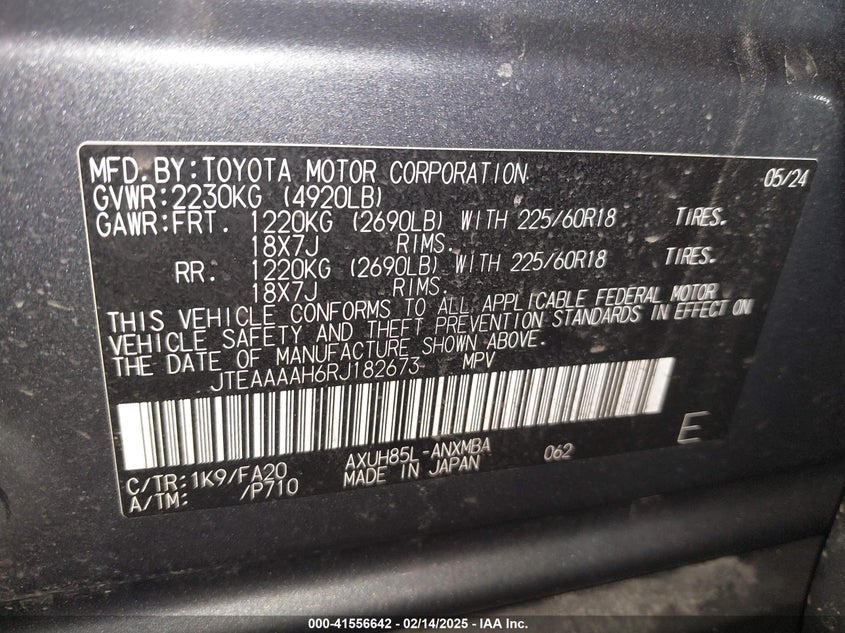 MFD.BY:TOYOTA MOTOR CORPORATION 05/24
GVWR:2230KG (4920LB)
GAWR:FRT. 1220KG (2690LB) WITH 225/60R18 TIRES.
18X7J RIMS.
RR. 1220KG (2690LB) WITH 225/60R18 TIRES.
18X7J RIMS.
THIS VEHICLE CONFORMS TO ALL APPLICABLE FEDERAL MOTOR
VEHICLE SAFETY AND THEFT PREVENTION STANDARDS IN EFFECT ON
THE DATE OF MANUFACTURE SHOWN ABOVE.
JTEAAAAH6RJ182673 MPV
E
AXUH85L-ANXMBA 062
C/TR:1K9/FA20 MADE IN JAPAN
A/TM: /P710
000-41556642 - 02/14/2025 - IAA Inc.